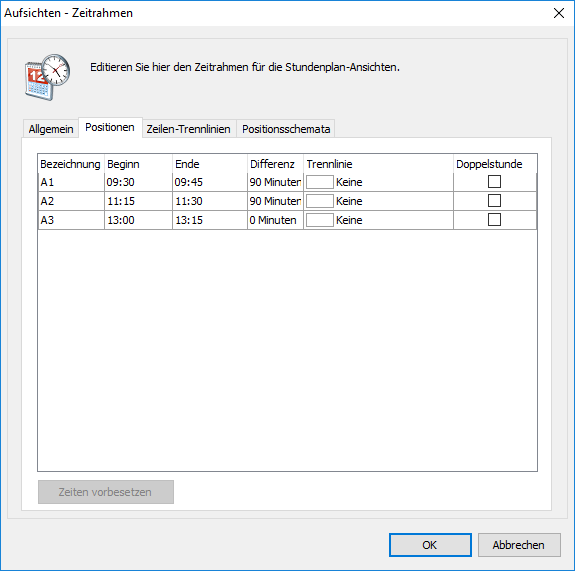 Aufsichten - Zeitrahmen
12
Editieren Sie hier den Zeitrahmen für die Stundenplan-Ansichten.
Allgemein Positionen Zeilen-Trennlinien Positionsschemata
Bezeichnung Beginn Ende Differenz Trennlinie Doppelstunde
A1 09:30 09:45 90 Minuten Keine
A2 11:15 11:30 90 Minuten Keine
A3 13:00 13:15 0 Minuten Keine
Zeiten vorbesetzen
OK Abbrechen